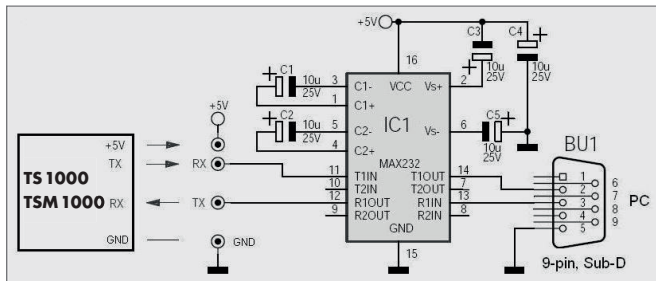 +5V
C3
C4
16
C1
10u
25V
3
1
C1-
C1+
VCC
Vs+
2
10u
25V
10u
25V
+5V
C2
10u
25V
5
4
C2-
C2+
IC1
Vs-
6
C5
10u
25V
BU1
MAX232
+5V
TX
RX
11
10
12
9
T1IN
T2IN
R1OUT
R2OUT
T1OUT
T2OUT
R1IN
R2IN
14
7
13
8
TS 1000
TSM 1000
RX
TX
GND
GND
GND
15
1
2
3
4
5
6
7
8
9
PC
9-pin, Sub-D